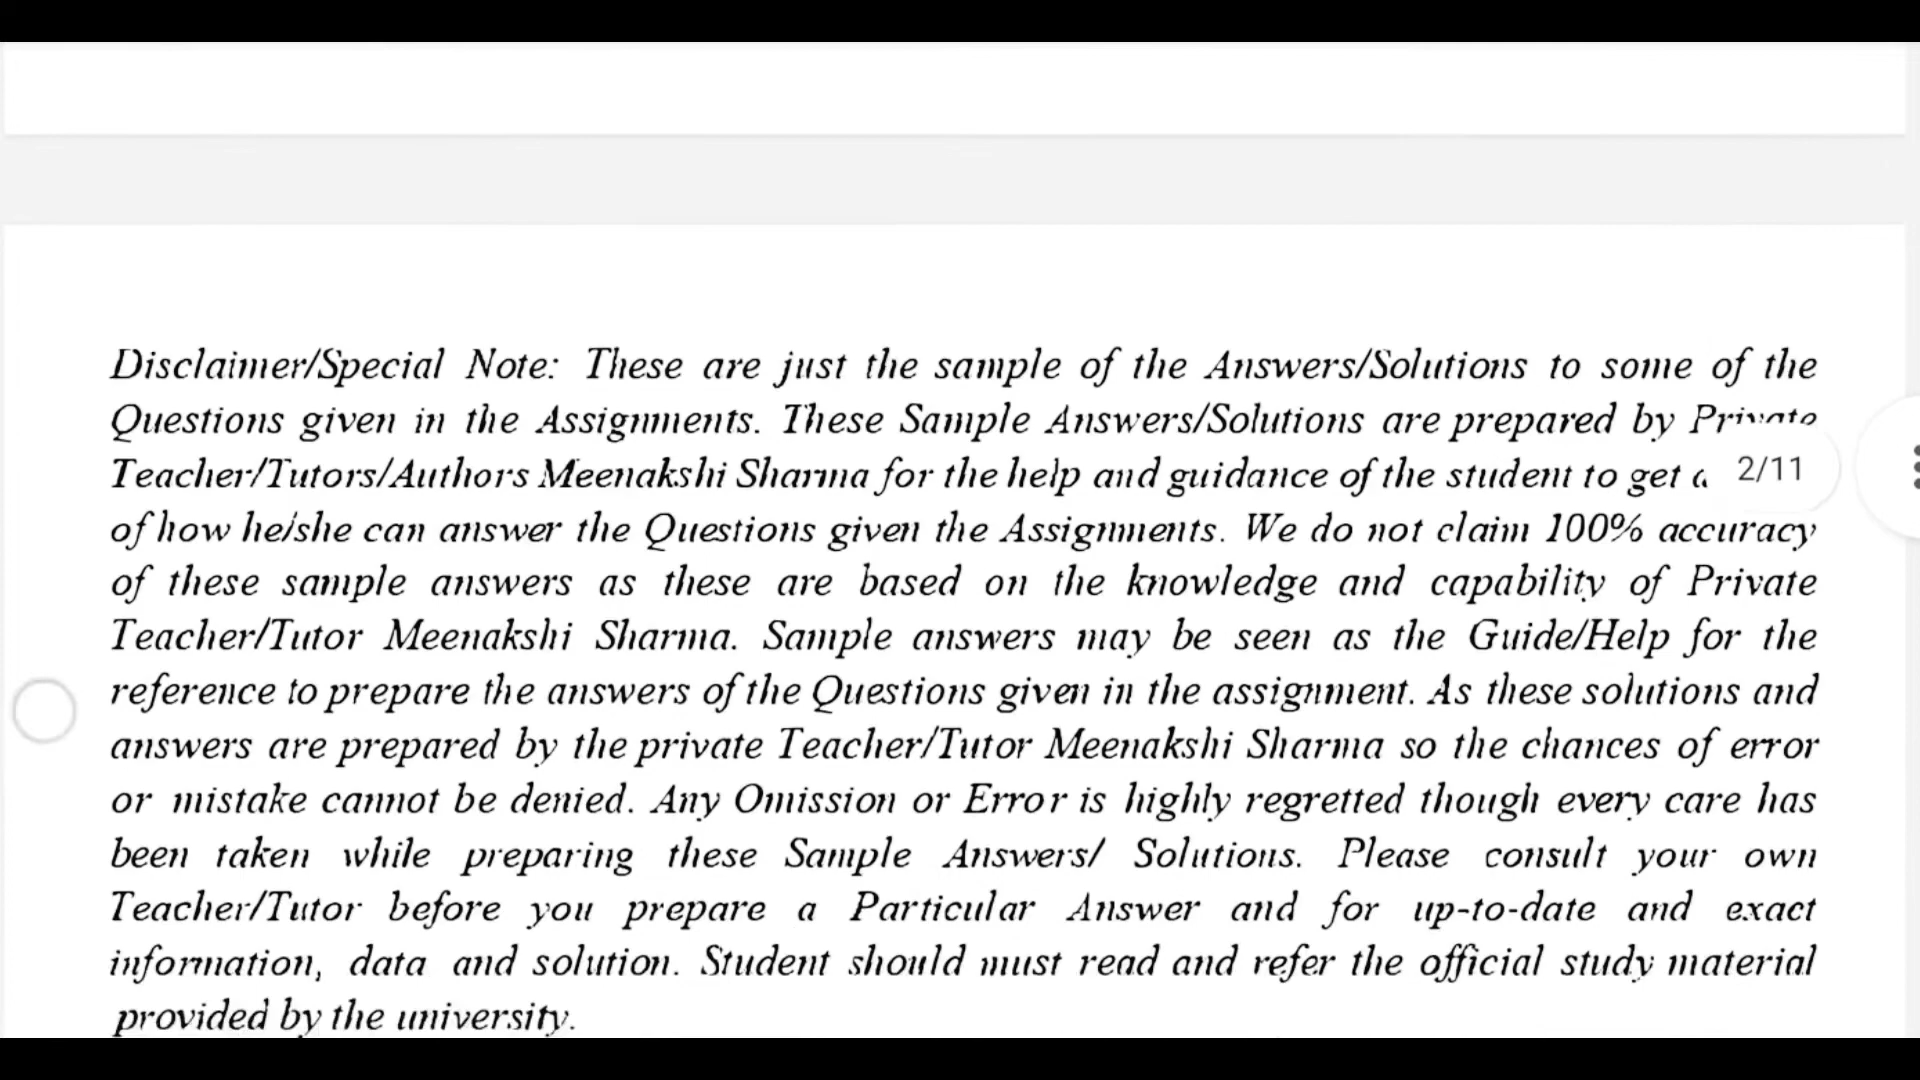 Disclaimer/Special Note: These are just the sample of the Answers/Solutions to some of the
Questions given in the Assignments. These Sample Answers/Solutions are prepared by Private
Teacher/Tutors/Authors Meenakshi Sharma for the help and guidance of the student to get
2/11
of how he/she can answer the Questions given the Assignments. We do not claim 100% accuracy
of these sample answers as these are based on the knowledge and capability of Private
Teacher/Tutor Meenakshi Sharma. Sample answers may be seen as the Guide/Help for the
reference to prepare the answers of the Questions given in the assignment. As these solutions and
answers are prepared by the private Teacher/Tutor Meenakshi Sharma so the chances of error
or mistake cannot be denied. Any Omission or Error is highly regretted though every care has
been taken while preparing these Sample Answers/ Solutions. Please consult your own
Teacher/Tutor before you prepare a Particular Answer and for up-to-date and exact
information, data and solution. Student should must read and refer the official study material
provided by the university.